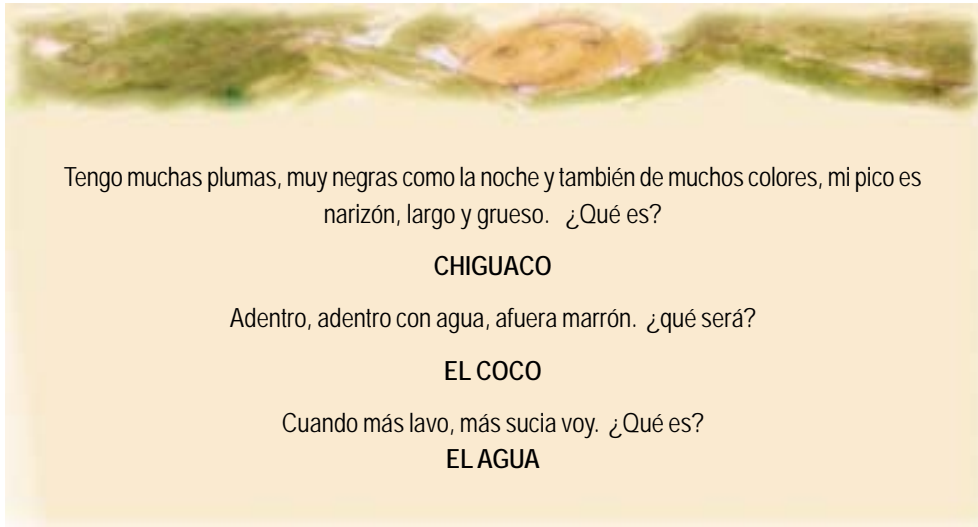 Tengo muchas plumas, muy negras como la noche y también de muchos colores, mi pico es
narizón, largo y grueso. ¿Qué es?
CHIGUACO
Adentro, adentro con agua, afuera marrón. ¿qué será?
EL COCO
Cuando más lavo, más sucia voy. ¿Qué es?
EL AGUA